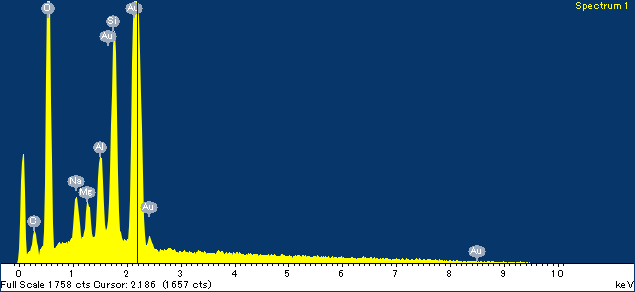 Spectrum 1
O Si Au
Au
Al
Na
Mg
Au
C
Au
0 1 2 3 4 5 6 7 8 9 10
Full Scale 1758 cts Cursor: 2.186 (1657 cts) keV